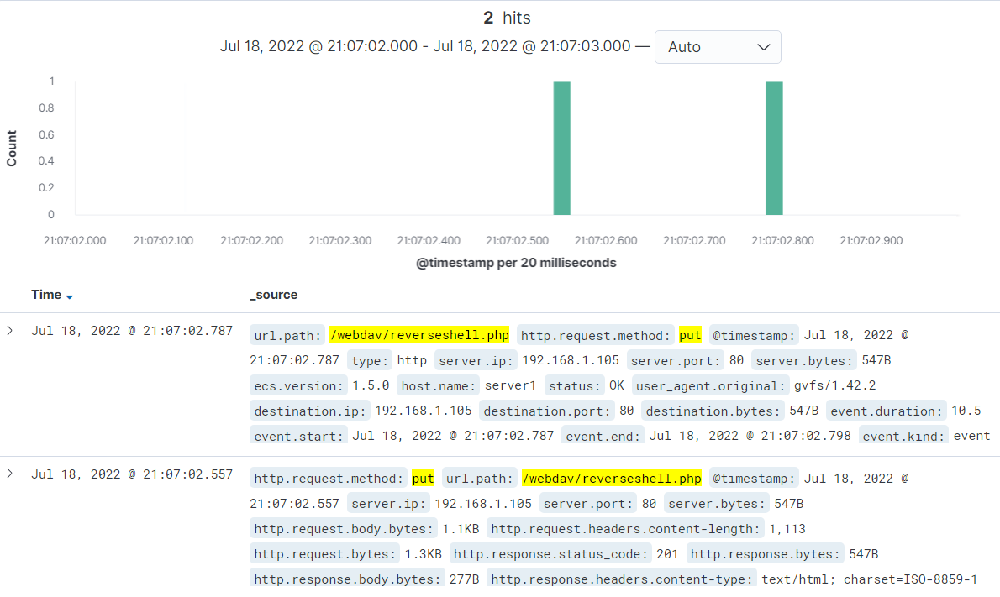 2 hits
Jul 18, 2022 @ 21:07:02.000 - Jul 18, 2022 @ 21:07:03.000 — Auto
Count
1
0.8
0.6
0.4
0.2
0
21:07:02.000 21:07:02.100 21:07:02.200 21:07:02.300 21:07:02.400 21:07:02.500 21:07:02.600 21:07:02.700 21:07:02.800 21:07:02.900
@timestamp per 20 milliseconds
Time _source
Jul 18, 2022 @ 21:07:02.787 url.path: /webdav/reverseshell.php http.request.method: put @timestamp: Jul 18, 2022 @
21:07:02.787 type: http server.ip: 192.168.1.105 server.port: 80 server.bytes: 547B
ecs.version: 1.5.0 host.name: server1 status: OK user_agent.original: gvfs/1.42.2
destination.ip: 192.168.1.105 destination.port: 80 destination.bytes: 547B event.duration: 10.5
event.start: Jul 18, 2022 @ 21:07:02.787 event.end: Jul 18, 2022 @ 21:07:02.798 event.kind: event
Jul 18, 2022 @ 21:07:02.557 http.request.method: put url.path: /webdav/reverseshell.php @timestamp: Jul 18, 2022 @
21:07:02.557 server.ip: 192.168.1.105 server.port: 80 server.bytes: 547B
http.request.body.bytes: 1.1KB http.request.headers.content-length: 1,113
http.request.bytes: 1.3KB http.response.status_code: 201 http.response.bytes: 547B
http.response.body.bytes: 277B http.response.headers.content-type: text/html; charset=ISO-8859-1